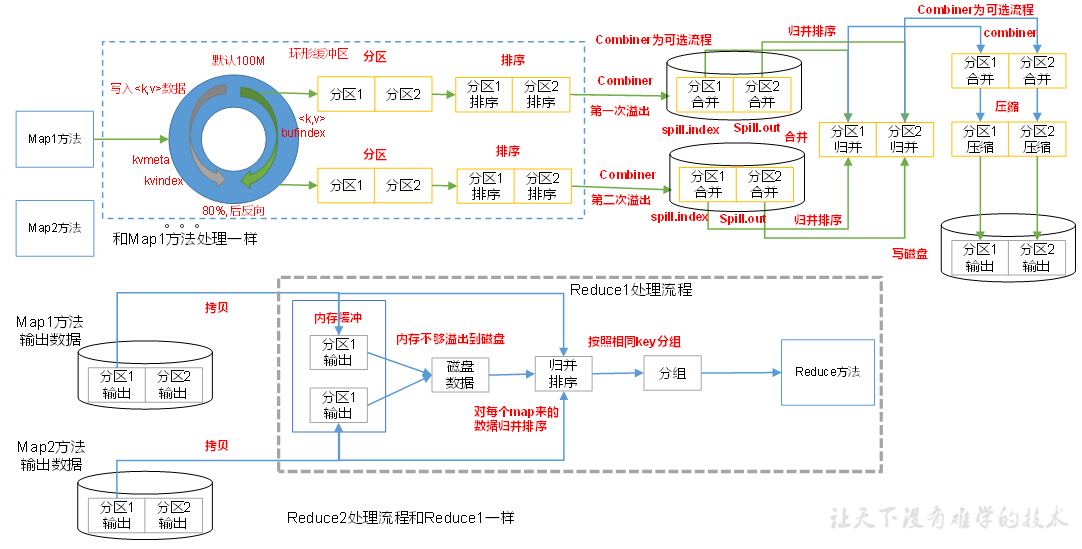 默认100M
环形缓冲区
分区
排序
写入<k,v>数据
分区1
分区2
分区1
排序
分区2
排序
Combiner
第一次溢出
Combiner为可选流程
归并排序
分区1
合并
分区2
合并
spill.index
Spill.out
Combiner为可选流程
combiner
分区1
合并
分区2
合并
压缩
Map1方法
<k,v>
bufindex
kvmeta
kvindex
80%,后反向
分区
排序
分区1
分区2
分区1
排序
分区2
排序
Combiner
第二次溢出
合并
分区1
归并
分区2
归并
分区1
合并
分区2
合并
spill.index
Spill.out
归并排序
分区1
压缩
分区2
压缩
Map2方法
。。。
和Map1方法处理一样
写磁盘
分区1
输出
分区2
输出
Reduce1处理流程
拷贝
Map1方法
输出数据
分区1
输出
分区2
输出
内存缓冲
分区1
输出
分区1
输出
内存不够溢出到磁盘
磁盘
数据
归并
排序
对每个map来的
数据归并排序
按照相同key分组
分组
Reduce方法
Map2方法
输出数据
拷贝
分区1
输出
分区2
输出
Reduce2处理流程和Reduce1一样
让天下没有难学的技术